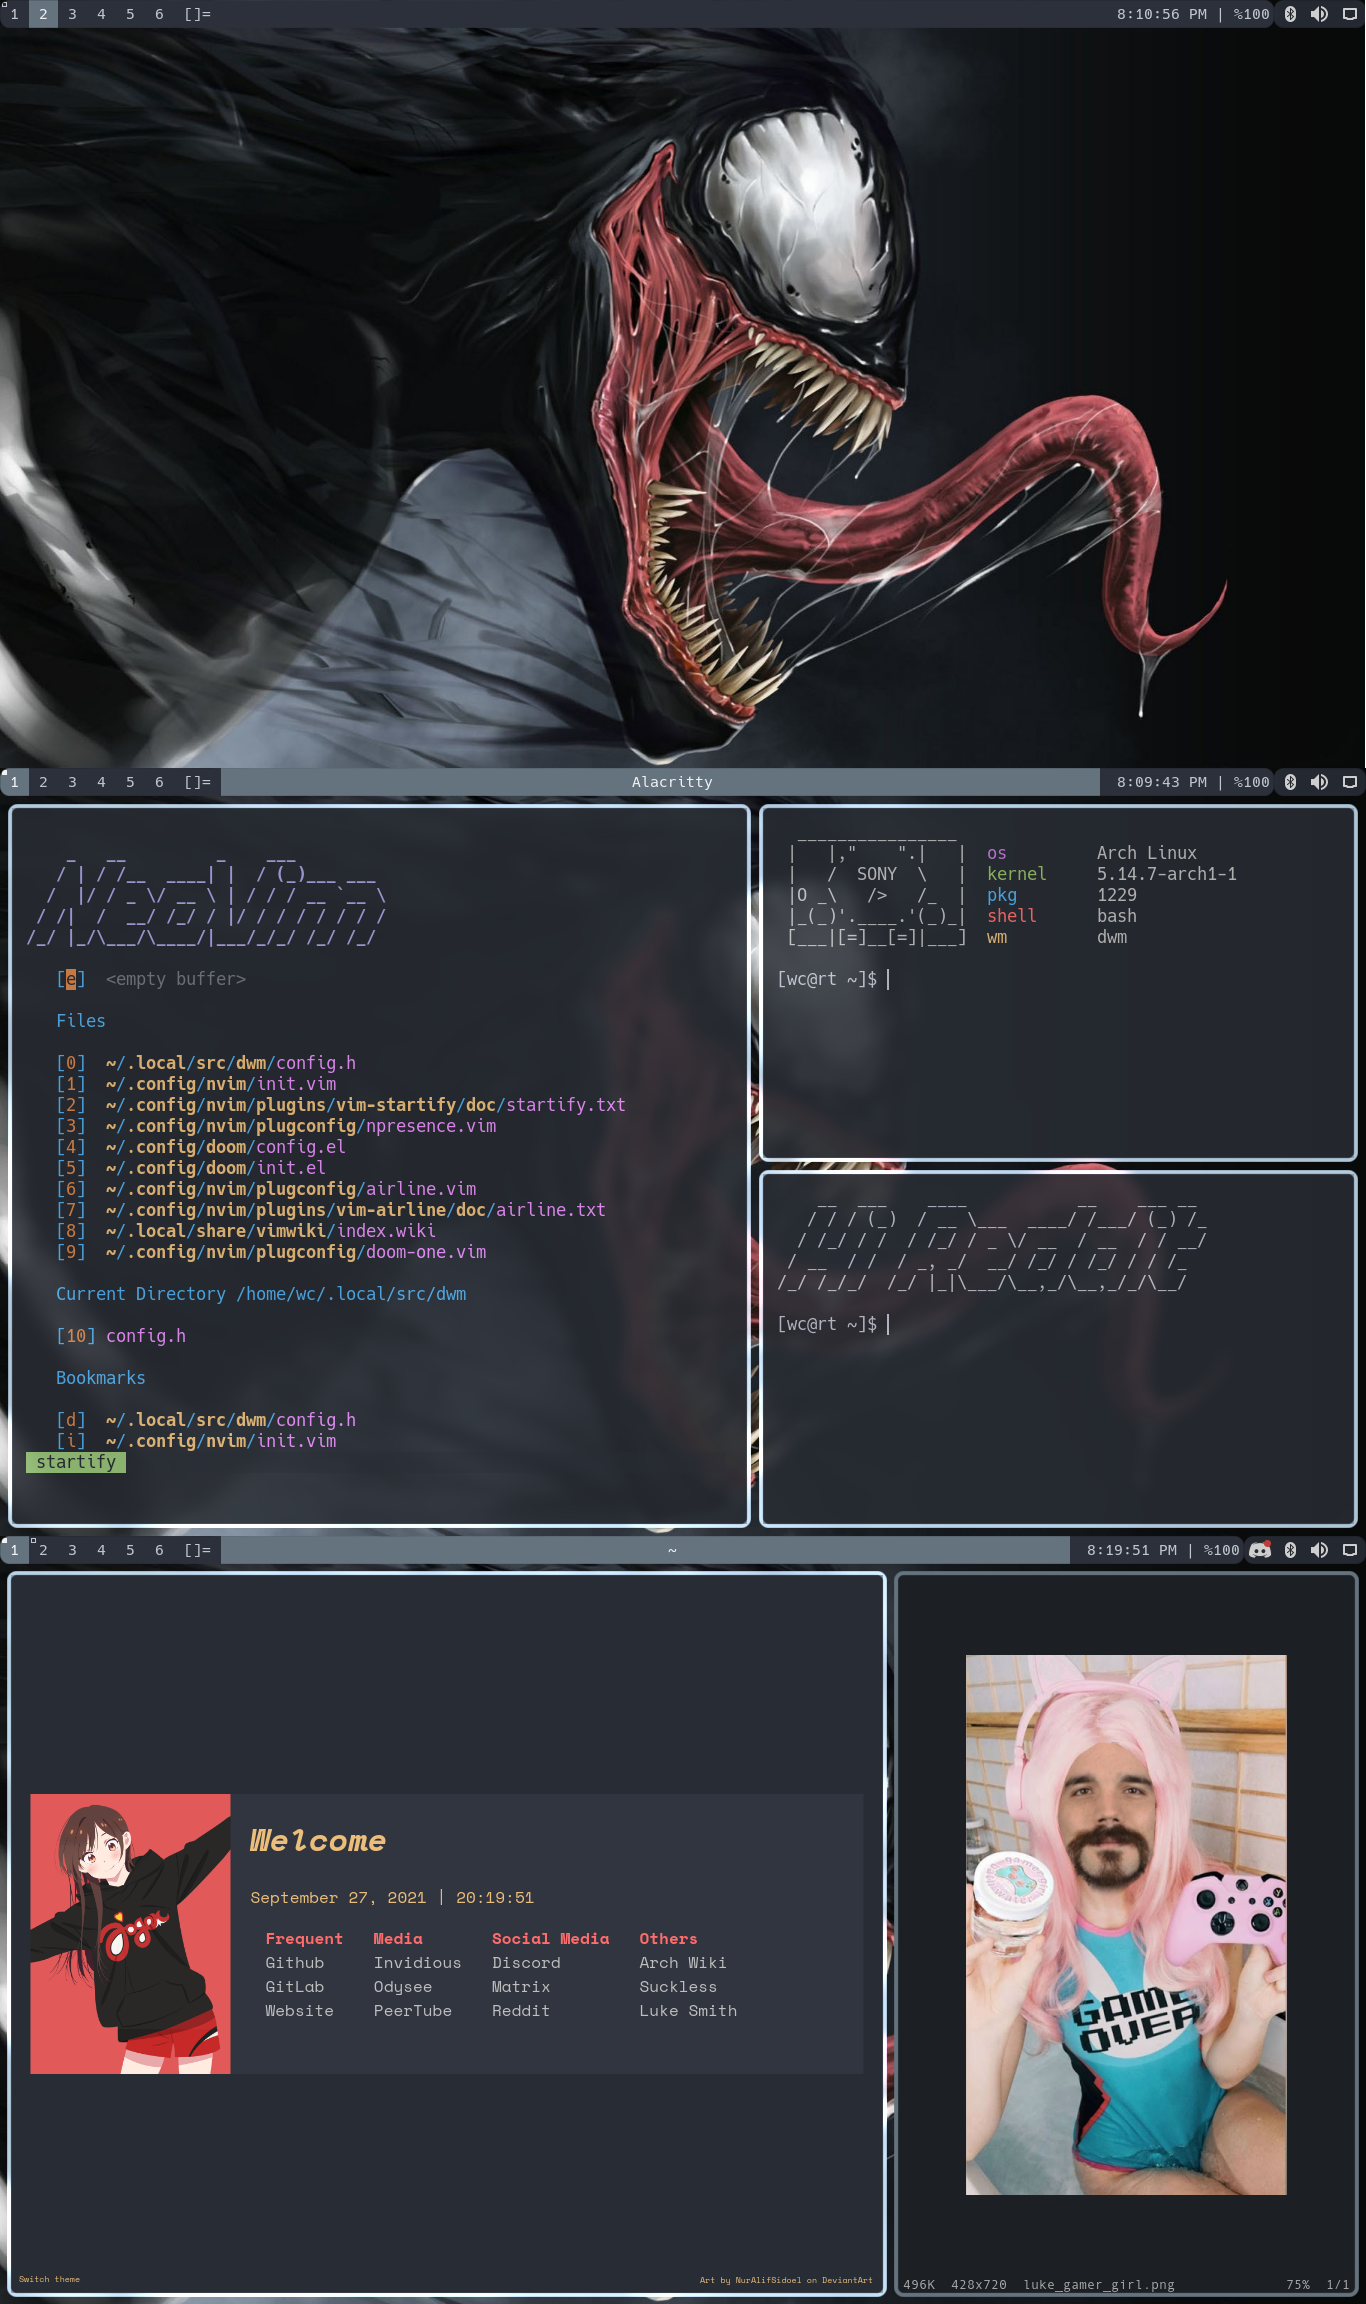 1 2 3 4 5 6 []= 8:10:56 PM | %100
1 2 3 4 5 6 []= Alacritty 8:09:43 PM | %100
NeoVim
[e] <empty buffer>
Files
[0] ~/.local/src/dwm/config.h
[1] ~/.config/nvim/init.vim
[2] ~/.config/nvim/plugins/vim-startify/doc/startify.txt
[3] ~/.config/nvim/plugconfig/npresence.vim
[4] ~/.config/doom/config.el
[5] ~/.config/doom/init.el
[6] ~/.config/nvim/plugconfig/airline.vim
[7] ~/.config/nvim/plugins/vim-airline/doc/airline.txt
[8] ~/.local/share/vimwiki/index.wiki
[9] ~/.config/nvim/plugconfig/doom-one.vim
Current Directory /home/wc/.local/src/dwm
[10] config.h
Bookmarks
[d] ~/.local/src/dwm/config.h
[i] ~/.config/nvim/init.vim
startify
SONY
os Arch Linux
kernel 5.14.7-arch1-1
pkg 1229
shell bash
wm dwm
[wc@rt ~]$
Hi Reddit
[wc@rt ~]$
1 2 3 4 5 6 []= ~ 8:19:51 PM | %100
Welcome
September 27, 2021 | 20:19:51
Frequent Media Social Media Others
Github Invidious Discord Arch Wiki
GitLab Odysee Matrix Suckless
Website PeerTube Reddit Luke Smith
Switch theme
Art by NurAlifSidoel on DeviantArt
GAME
OVER
496K 428x720 luke_gamer_girl.png 75% 1/1